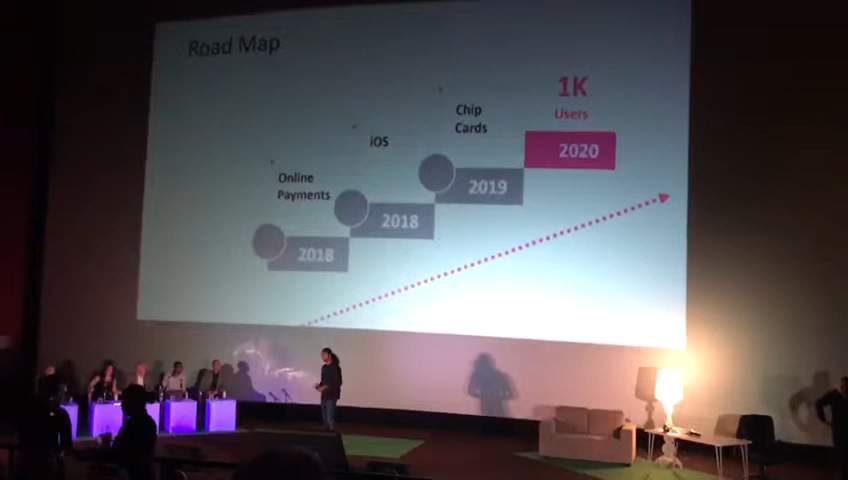 Road Map
1K
Users
2020
Chip
Cards
2019
iOS
2018
Online
Payments
2018